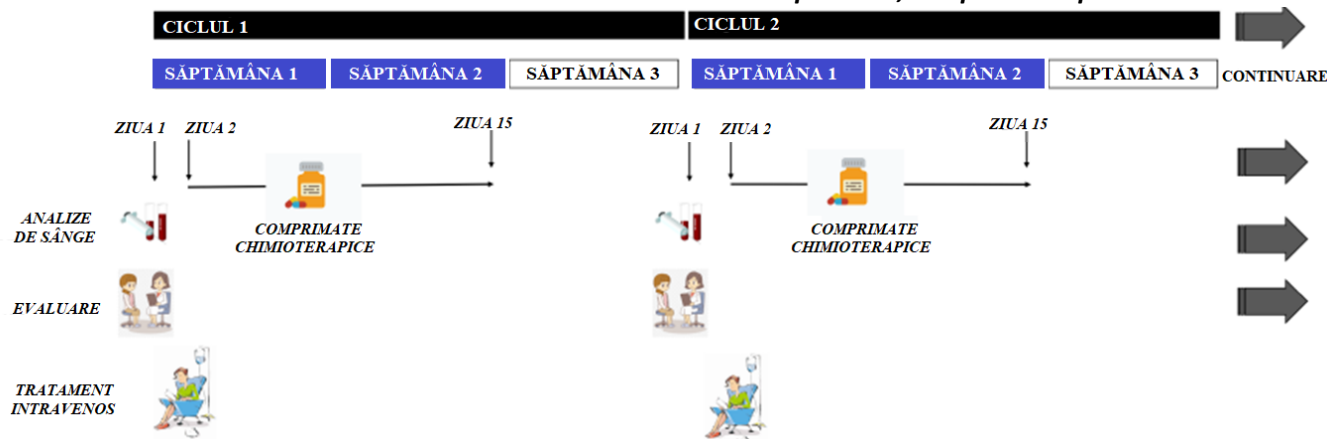 CICLUL 1 CICLUL 2
SĂPTĂMÂNA 1 SĂPTĂMÂNA 2 SĂPTĂMÂNA 3 SĂPTĂMÂNA 1 SĂPTĂMÂNA 2 SĂPTĂMÂNA 3 CONTINUARE
ZIUA 1 ZIUA 2 ZIUA 15 ZIUA 1 ZIUA 2 ZIUA 15
ANALIZE
DE SÂNGE
COMPRIMATE
CHIMIOTERAPICE
COMPRIMATE
CHIMIOTERAPICE
EVALUARE
TRATAMENT
INTRAVENOS